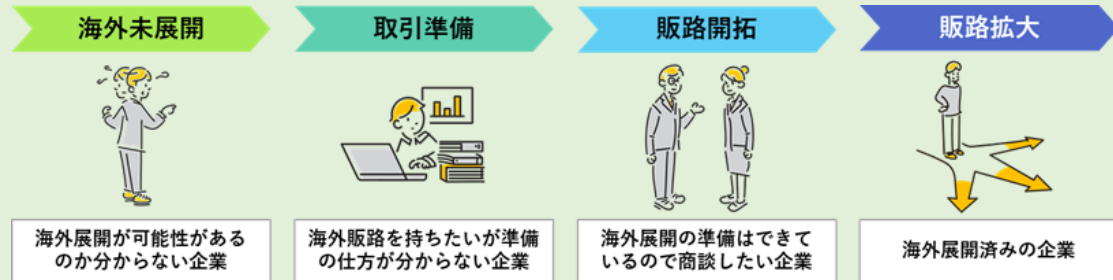 海外未展開
取引準備
販路開拓
販路拡大
海外展開が可能性がある
のか分からない企業
海外販路を持ちたいが準備
の仕方が分からない企業
海外展開の準備はできて
いるので商談したい企業
海外展開済みの企業